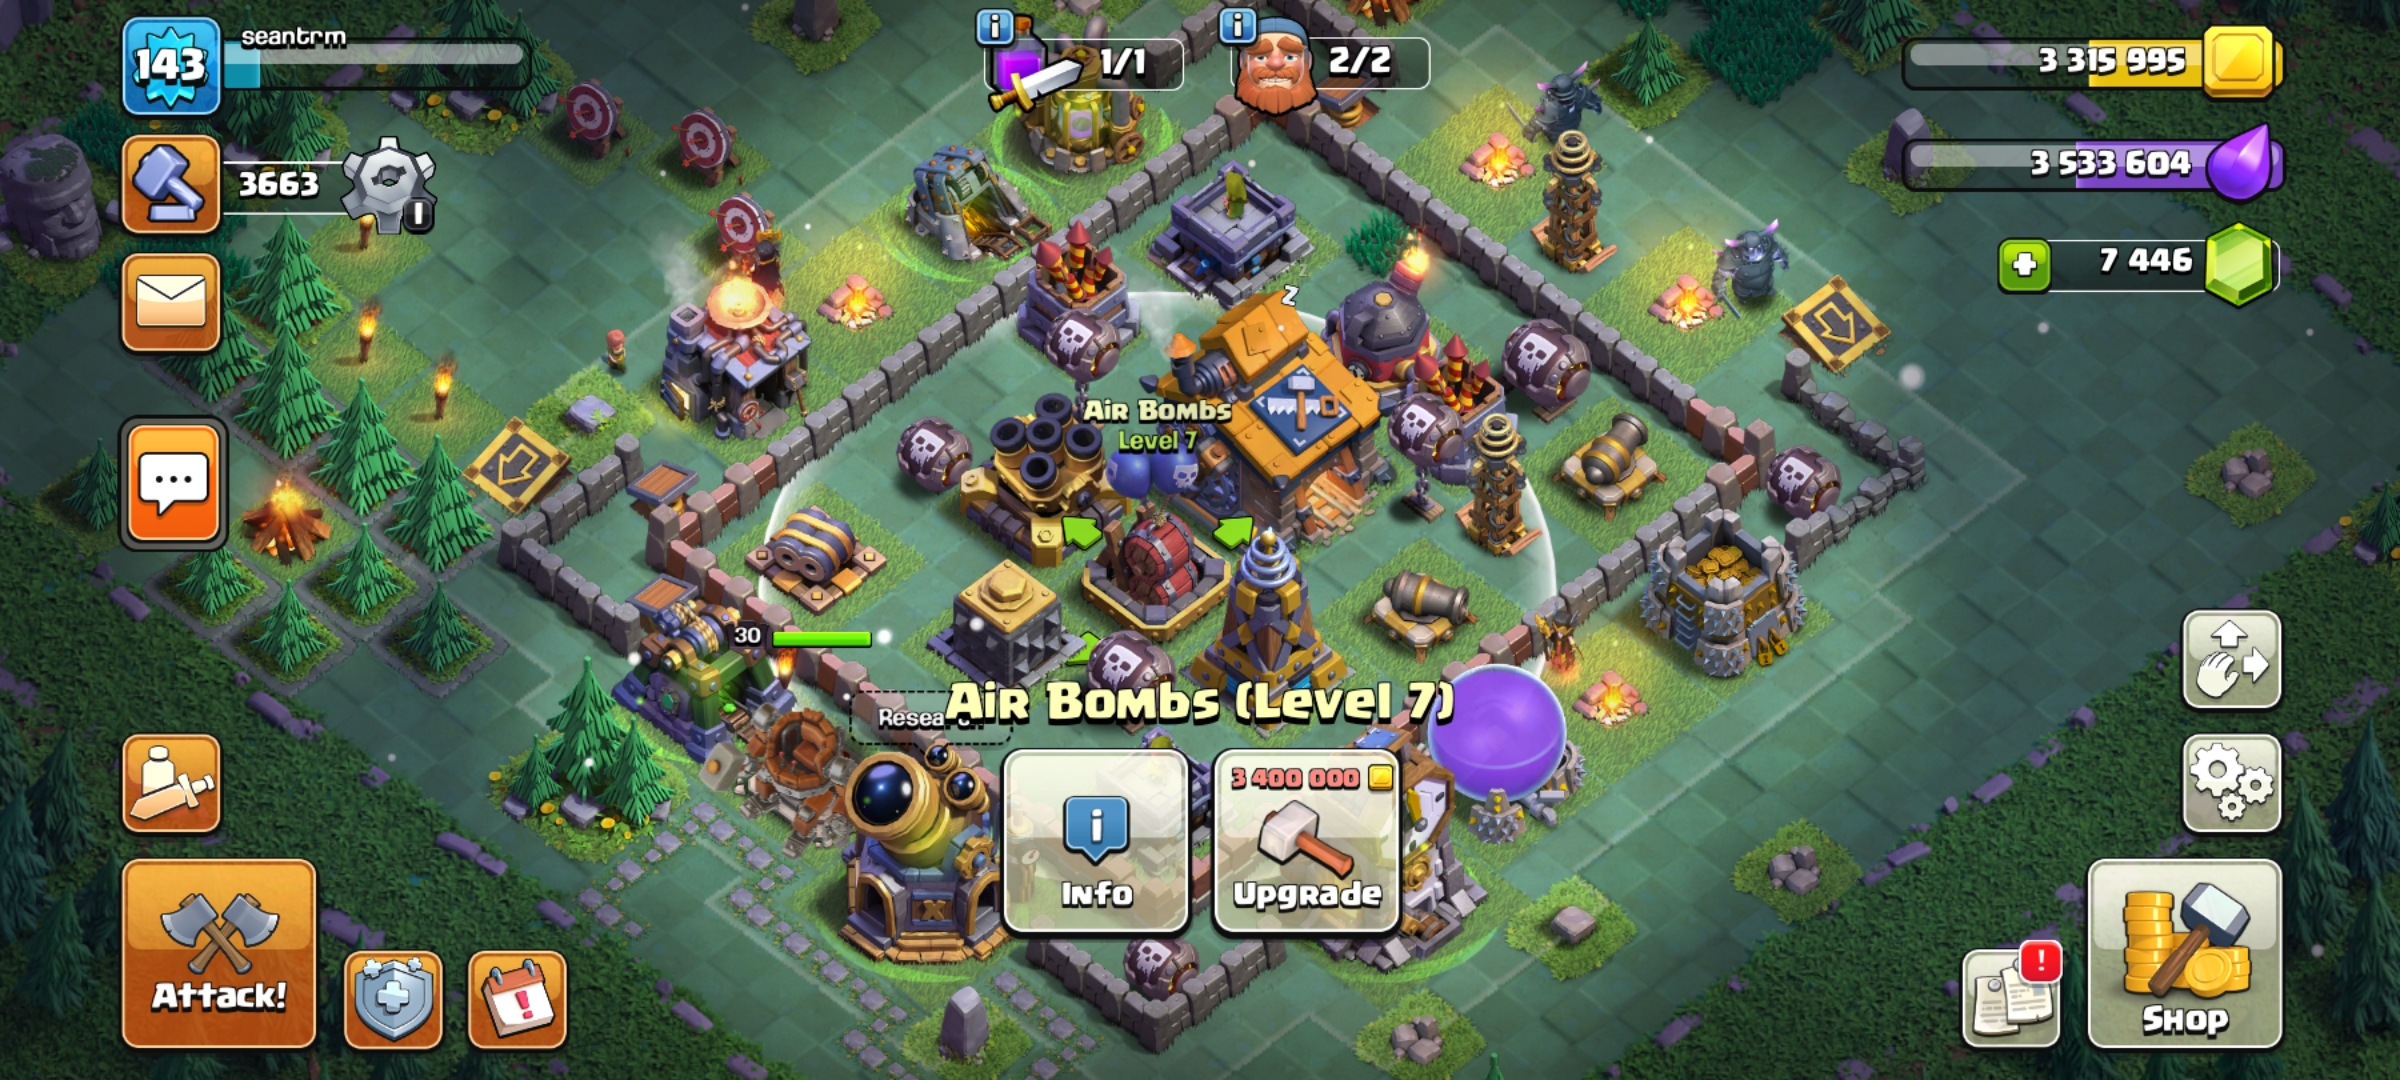 143
seantrm
1/1
2/2
3 315 995
3663
3 533 604
7 446
z
z
Air Bombs
Level 7
30
Air Bombs (Level 7)
3 400 000
Info
Upgrade
Attack!
Shop